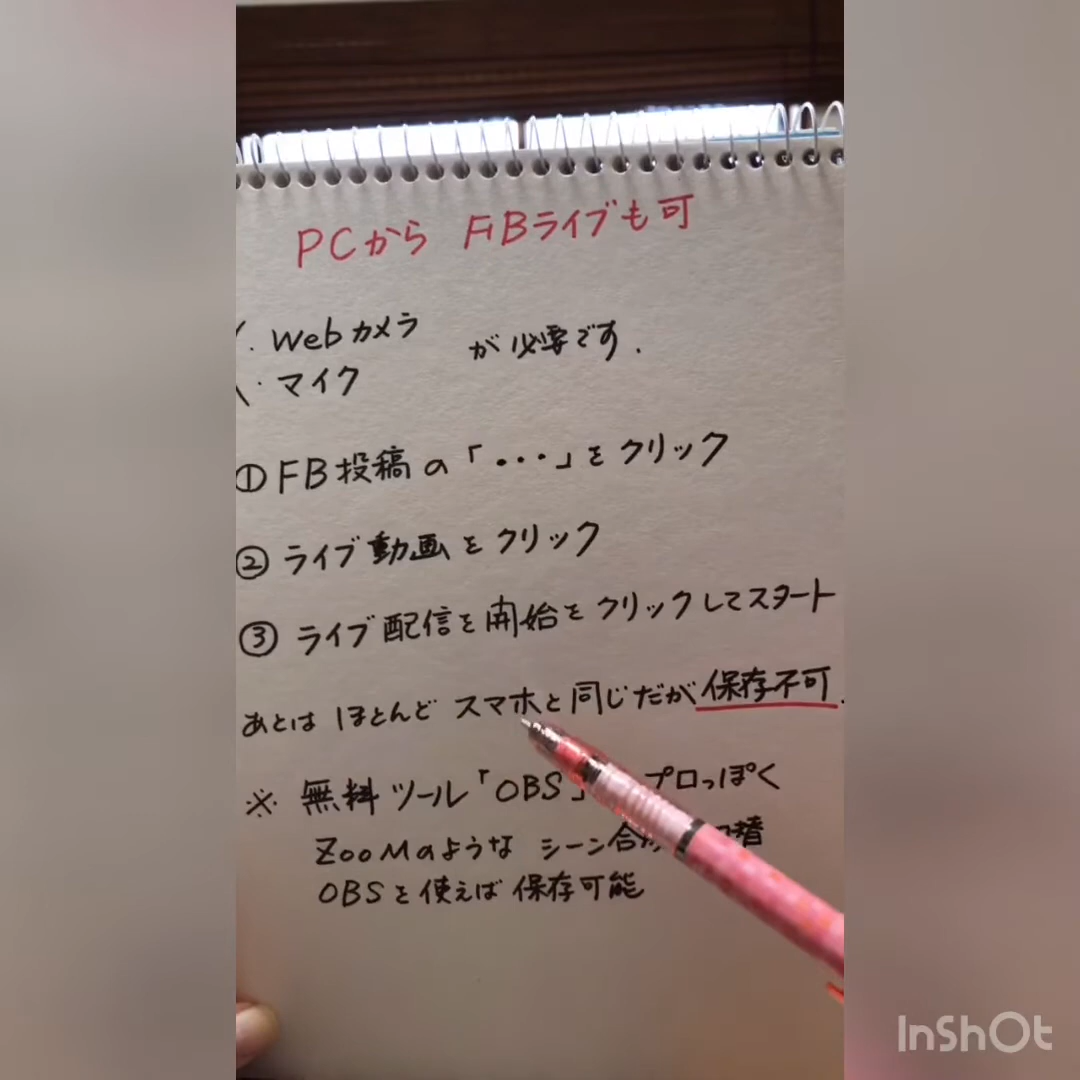 PCから FBライブも可
・Webカメラ
・マイク
が必要です.
① FB投稿の「・・・」をクリック
② ライブ動画をクリック
③ ライブ配信を開始をクリックしてスタート
あとは ほとんど スマホと同じだが保存不可.
※ 無料ツール「OBS」 プロっぽく
ZOOMのような シーン合 替
OBSを使えば 保存可能
InShOt